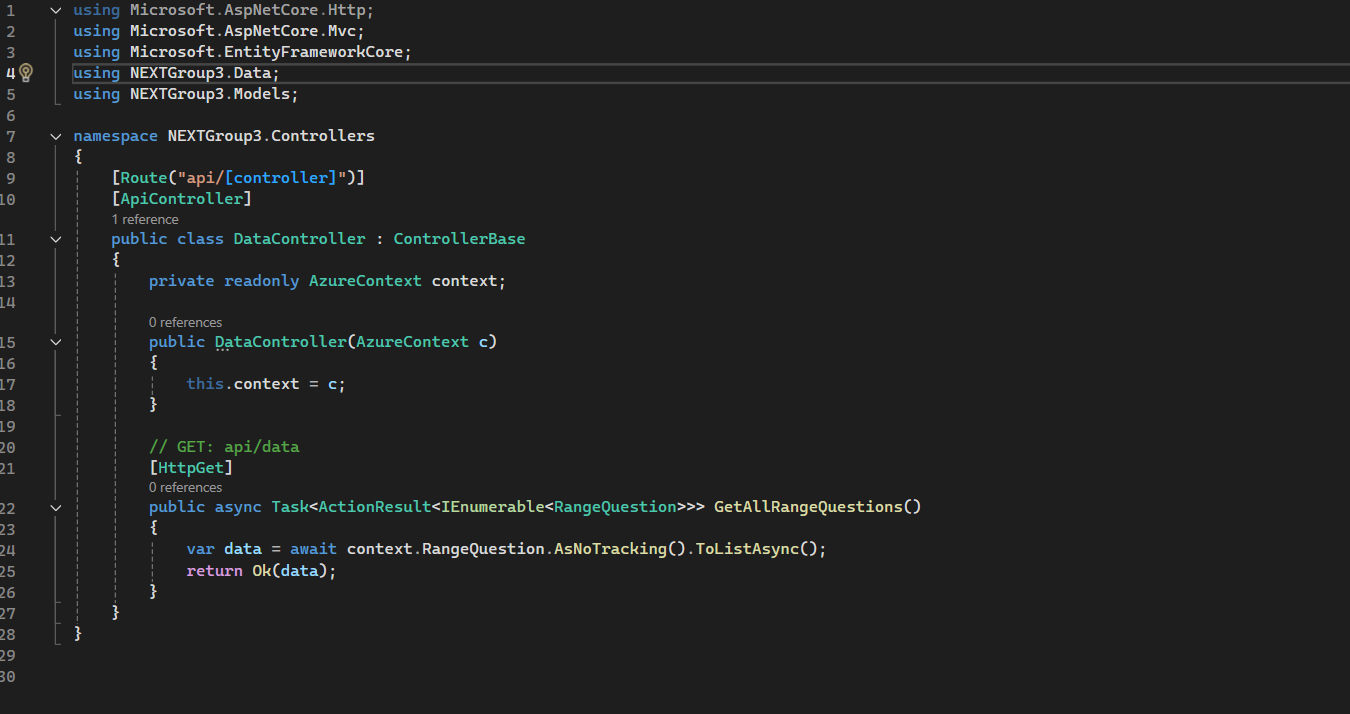 1 using Microsoft.AspNetCore.Http;
2 using Microsoft.AspNetCore.Mvc;
3 using Microsoft.EntityFrameworkCore;
4 using NEXTGroup3.Data;
5 using NEXTGroup3.Models;
6
7 namespace NEXTGroup3.Controllers
8 {
9 [Route("api/[controller]")]
10 [ApiController]
1 reference
11 public class DataController : ControllerBase
12 {
13 private readonly AzureContext context;
14
0 references
15 public DataController(AzureContext c)
16 {
17 this.context = c;
18 }
19
20 // GET: api/data
21 [HttpGet]
0 references
22 public async Task<ActionResult<IEnumerable<RangeQuestion>>> GetAllRangeQuestions()
23 {
24 var data = await context.RangeQuestion.AsNoTracking().ToListAsync();
25 return Ok(data);
26 }
27 }
28 }
29
30